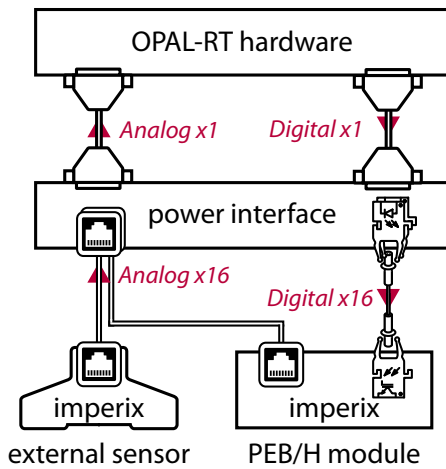 OPAL-RT hardware
Analog x1
Digital x1
power interface
Analog x16
Digital x16
imperix
imperix
external sensor
PEB/H module